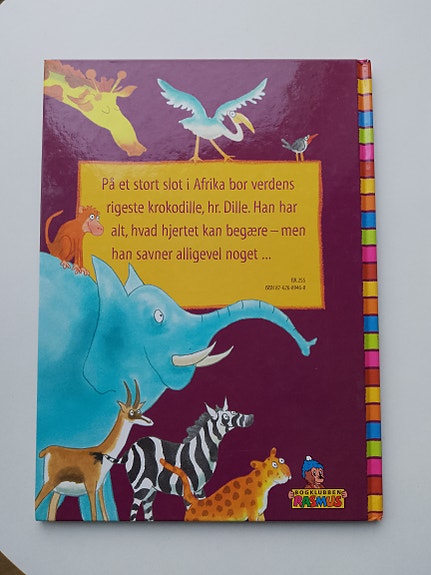 På et stort slot i Afrika bor verdens
rigeste krokodille, hr. Dille. Han har
alt, hvad hjertet kan begære – men
han savner alligevel noget ...
BOGKLUBBEN
RASMUS